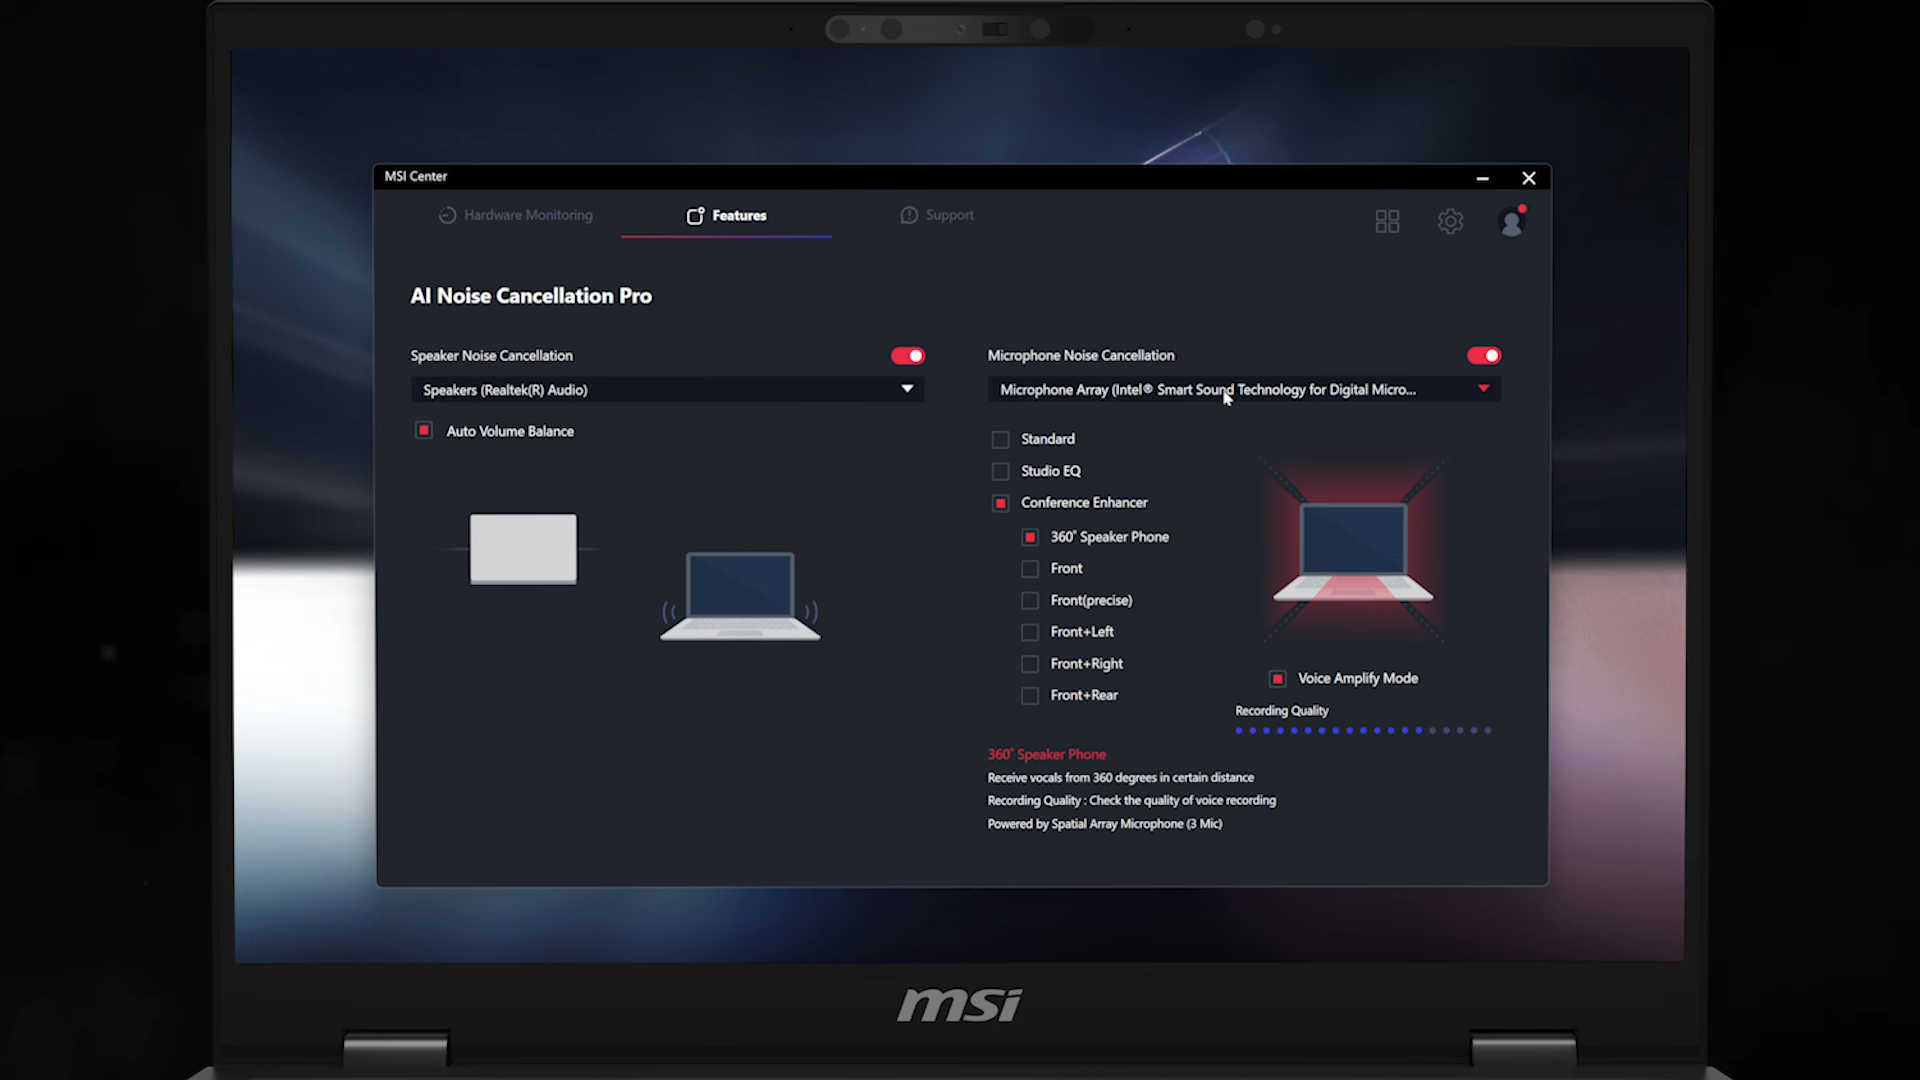 MSI Center
Hardware Monitoring
Features
Support
AI Noise Cancellation Pro
Speaker Noise Cancellation
Speakers (Realtek(R) Audio)
Auto Volume Balance
Microphone Noise Cancellation
Microphone Array (Intel® Smart Sound Technology for Digital Micro...
Standard
Studio EQ
Conference Enhancer
360° Speaker Phone
Front
Front(precise)
Front+Left
Front+Right
Front+Rear
Voice Amplify Mode
Recording Quality
360° Speaker Phone
Receive vocals from 360 degrees in certain distance
Recording Quality : Check the quality of voice recording
Powered by Spatial Array Microphone (3 Mic)
msi